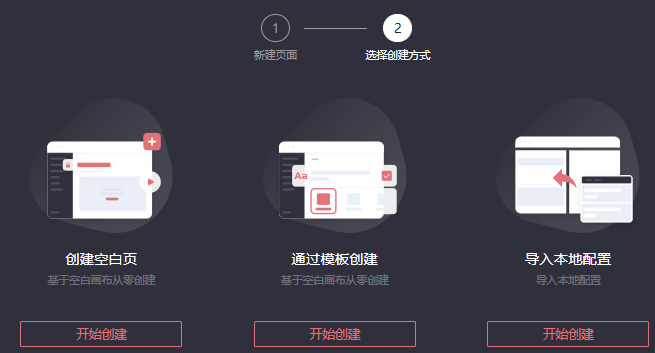 1
2
新建页面
选择创建方式
Aa
创建空白页
通过模板创建
导入本地配置
基于空白画布从零创建
基于空白画布从零创建
导入本地配置
开始创建
开始创建
开始创建